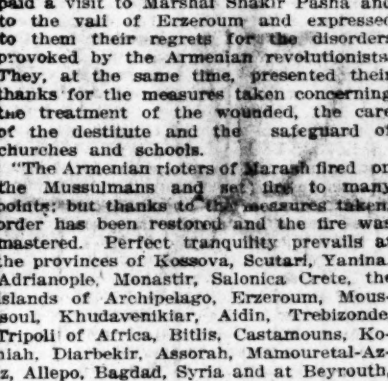 paid a visit to Marshal Shakir Pasha and
to the vali of Erzeroum and expressed
to them their regrets for the disorders
provoked by the Armenian revolutionists.
They, at the same time, presented their
thanks for the measures taken concerning
the treatment of the wounded, the care
of the destitute and the safeguard of
churches and schools.
"The Armenian rioters of Marash fired on
the Mussulmans and set fire to many
points; but thanks to the measures taken,
order has been restored and the fire was
mastered. Perfect tranquility prevails at
the provinces of Kossova, Scutari, Yanina,
Adrianople, Monastir, Salonica Crete, the
islands of Archipelago, Erzeroum, Mous-
soul, Khudavenikiar, Aidin, Trebizonde,
Tripoli of Africa, Bitlis, Castamouns, Ko-
niah, Diarbekir, Assorah, Mamouretal-Az-
iz, Allepo, Bagdad, Syria and at Beyrouth,